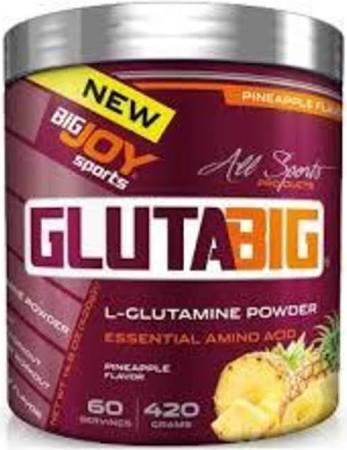 PINEAPPLE FLAV
NEW
BIG
JOY
sports
All Sports
PRODUCTS
GLUTABIG
L-GLUTAMINE POWDER
ESSENTIAL AMINO ACID
PINEAPPLE
FLAVOR
60
SERVINGS
420
GRAMS
POWDER